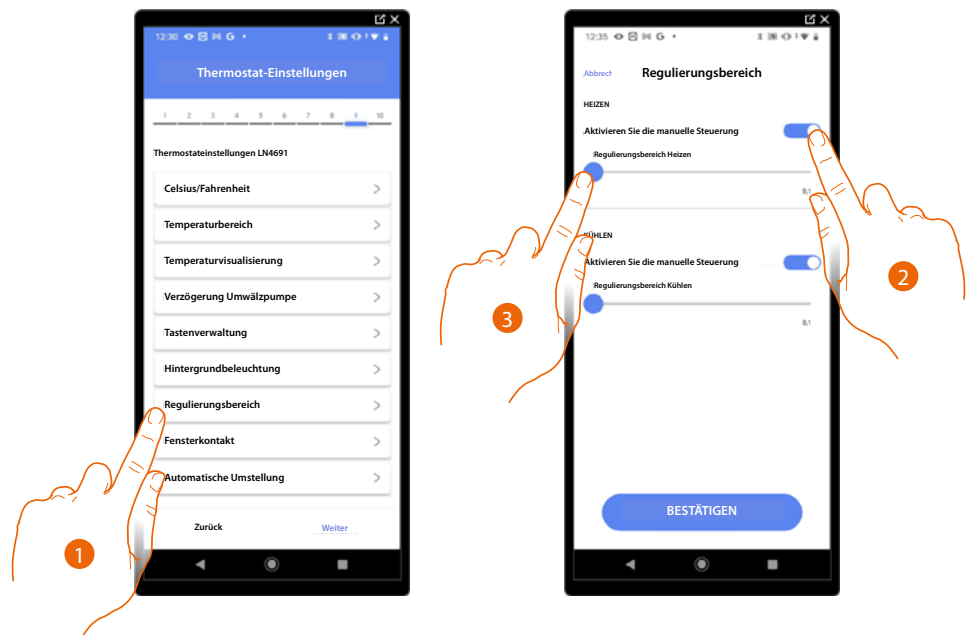 12:30
Thermostat-Einstellungen
1 2 3 4 5 6 7 8 9 10
Thermostateinstellungen LN4691
Celsius/Fahrenheit
Temperaturbereich
Temperaturvisualisierung
Verzögerung Umwälzpumpe
Tastenverwaltung
Hintergrundbeleuchtung
Regulierungsbereich
Fensterkontakt
Automatische Umstellung
Zurück Weiter
1
12:35
Abbrech Regulierungsbereich
HEIZEN
Aktivieren Sie die manuelle Steuerung
Regulierungsbereich Heizen
0,1
KÜHLEN
Aktivieren Sie die manuelle Steuerung
Regulierungsbereich Kühlen
0,1
BESTÄTIGEN
2
3